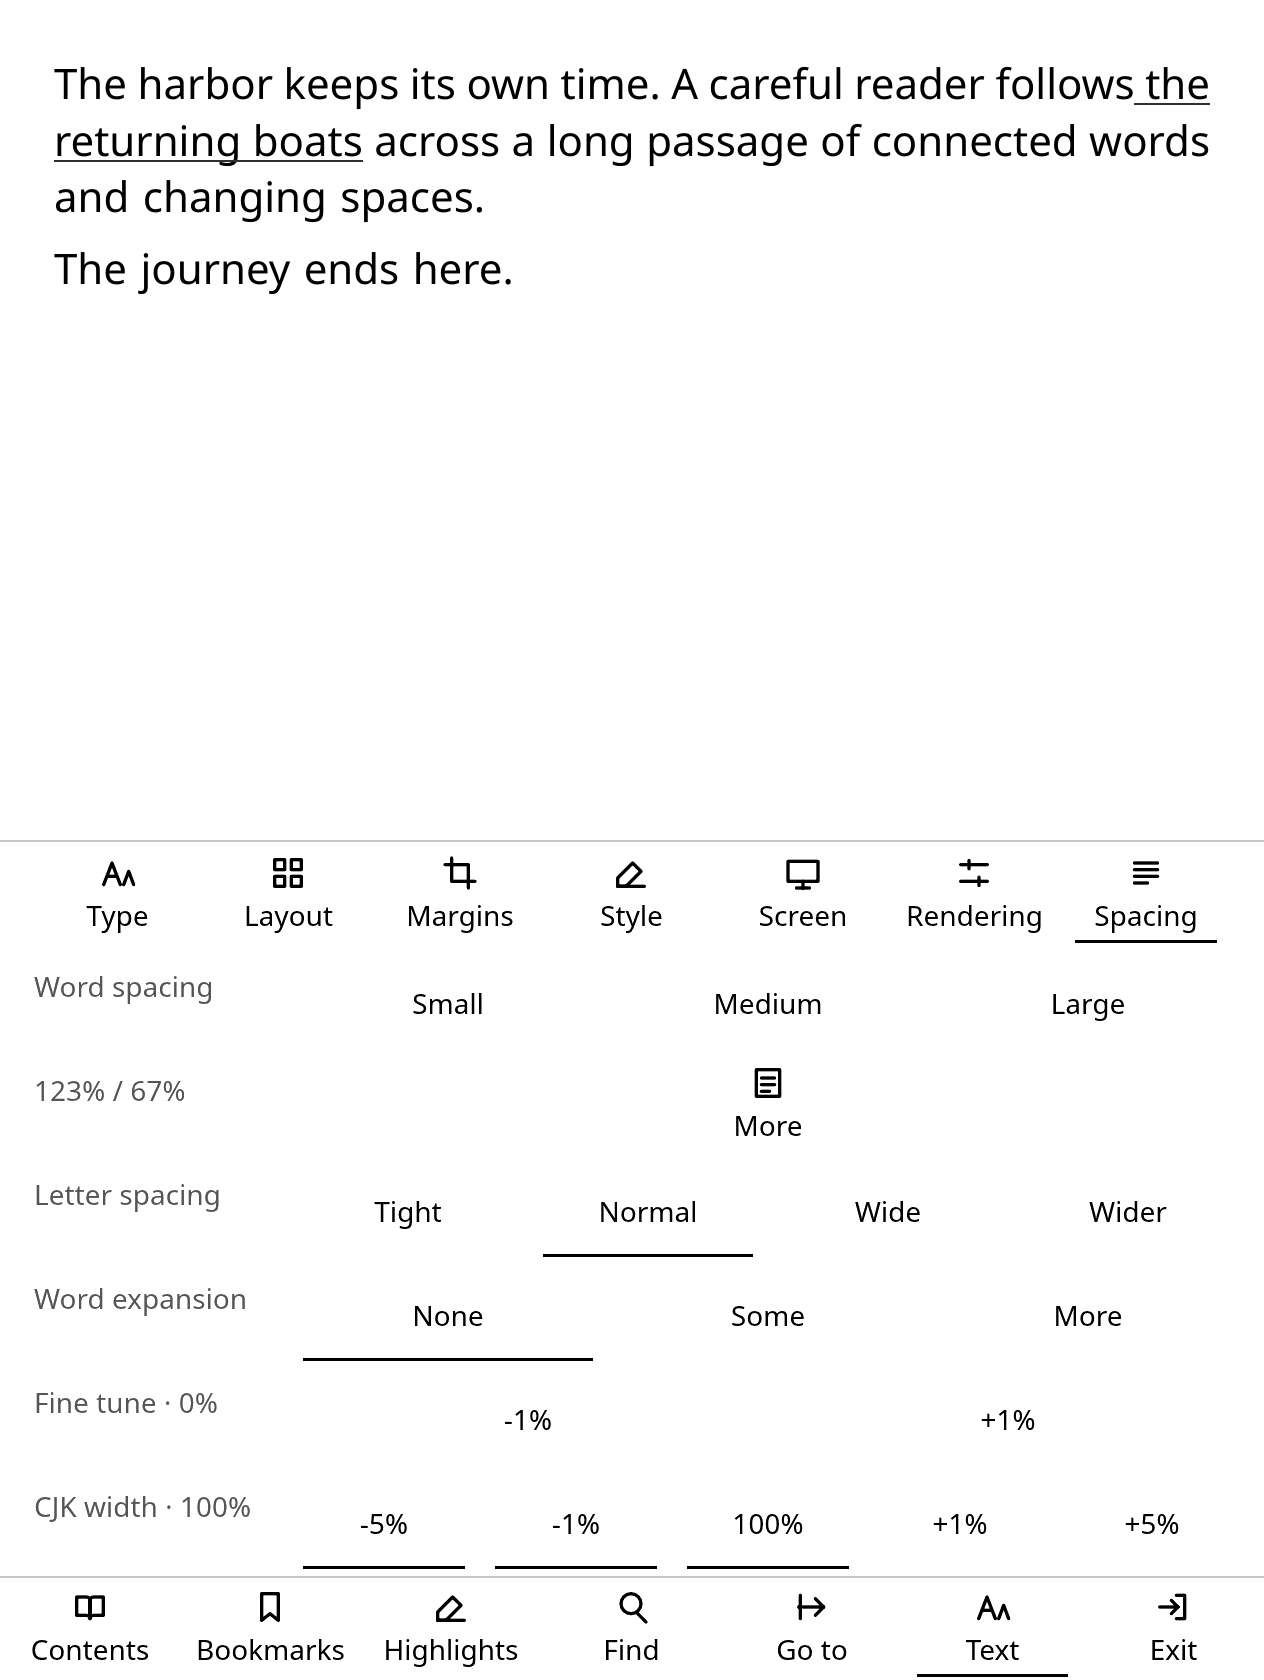 The harbor keeps its own time. A careful reader follows the
returning boats across a long passage of connected words
and changing spaces.
The journey ends here.
Type Layout Margins Style Screen Rendering Spacing
Word spacing Small Medium Large
123% / 67% More
Letter spacing Tight Normal Wide Wider
Word expansion None Some More
Fine tune · 0% -1% +1%
CJK width · 100% -5% -1% 100% +1% +5%
Contents Bookmarks Highlights Find Go to Text Exit